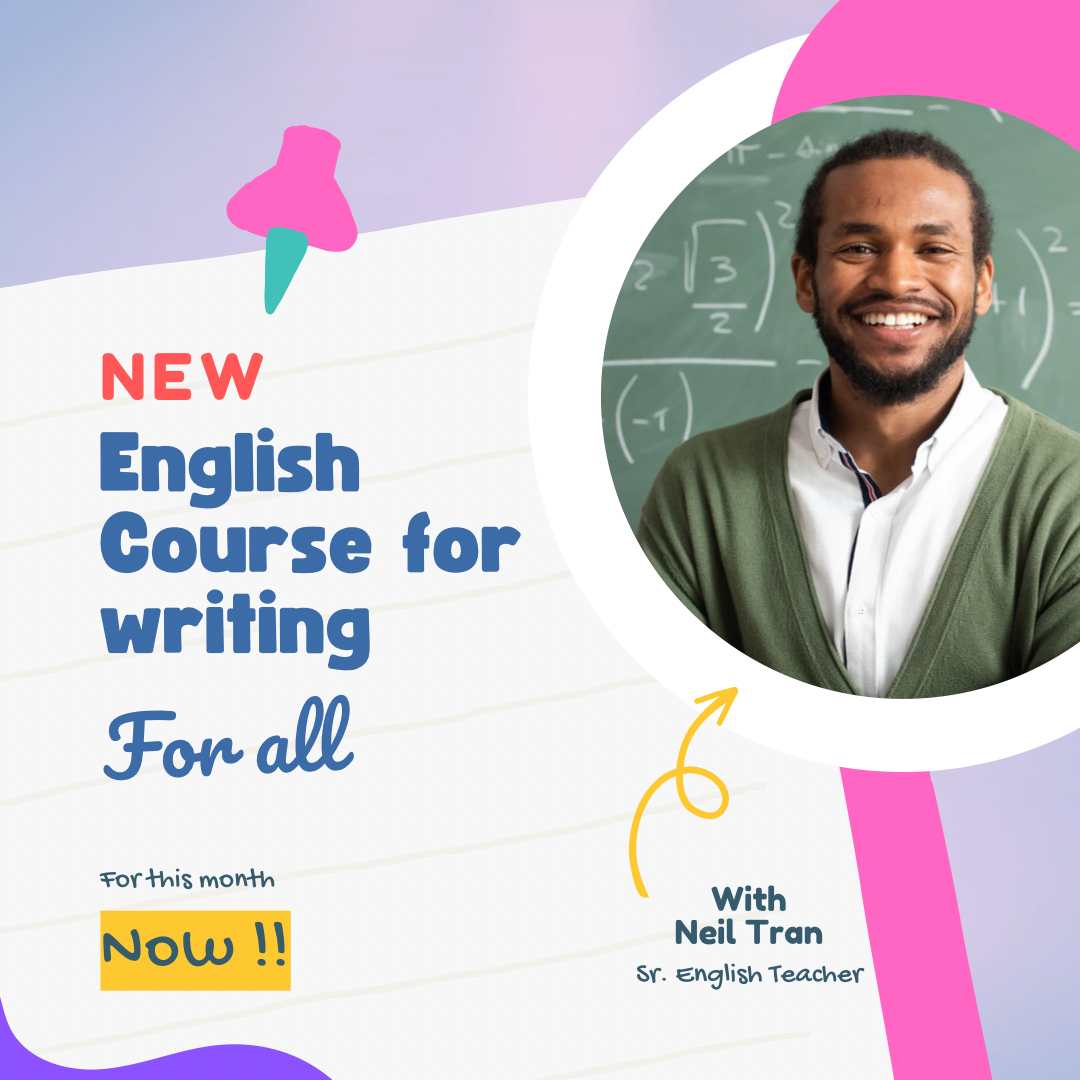 NEW
English
Course for
writing
For all
For this month
Now !!
With
Neil Tran
Sr. English Teacher